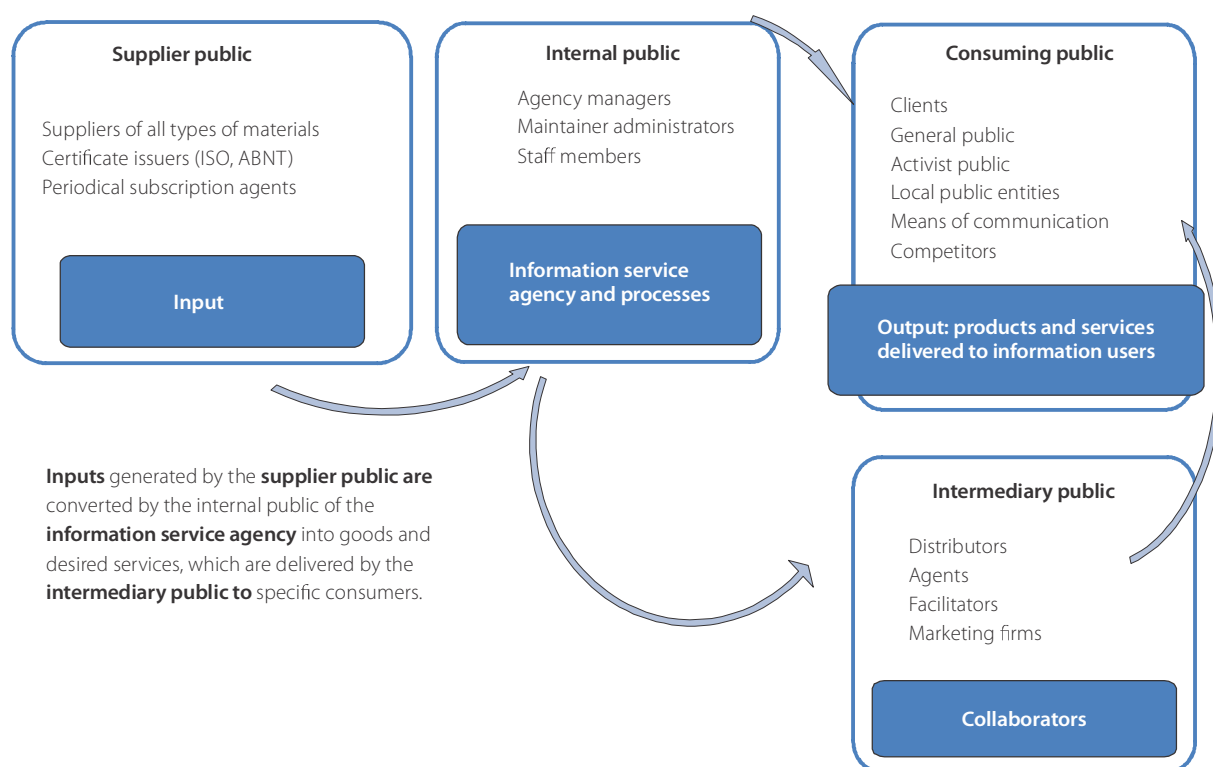 Supplier public
Suppliers of all types of materials
Certificate issuers (ISO, ABNT)
Periodical subscription agents
Input
Internal public
Agency managers
Maintainer administrators
Staff members
Information service
agency and processes
Consuming public
Clients
General public
Activist public
Local public entities
Means of communication
Competitors
Output: products and services
delivered to information users
Inputs generated by the supplier public are
converted by the internal public of the
information service agency into goods and
desired services, which are delivered by the
intermediary public to specific consumers.
Intermediary public
Distributors
Agents
Facilitators
Marketing firms
Collaborators